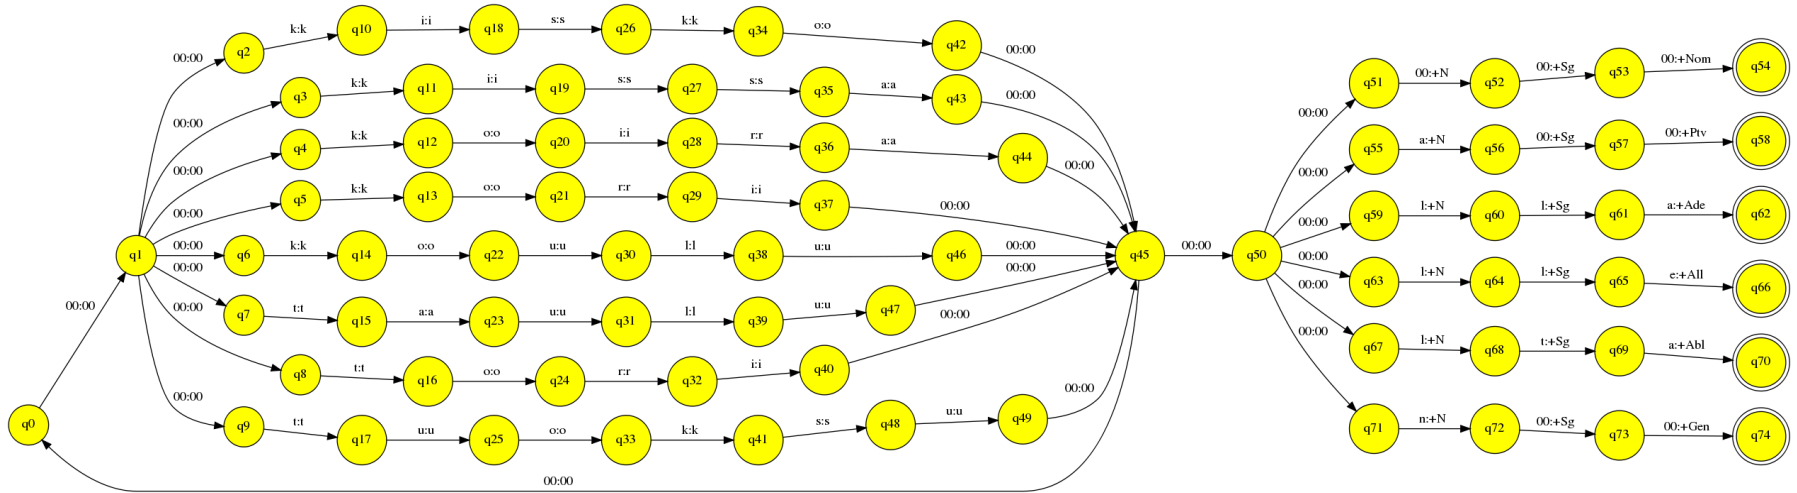 q0
00:00
q1
00:00 q2 k:k q10 i:i q18 s:s q26 k:k q34 o:o q42 00:00
00:00 q3 k:k q11 i:i q19 s:s q27 s:s q35 a:a q43 00:00
00:00 q4 k:k q12 o:o q20 i:i q28 r:r q36 a:a q44 00:00
00:00 q5 k:k q13 o:o q21 r:r q29 i:i q37 00:00
00:00 q6 k:k q14 o:o q22 u:u q30 l:l q38 u:u q46 00:00
00:00 q7 t:t q15 a:a q23 u:u q31 l:l q39 u:u q47 00:00
00:00 q8 t:t q16 o:o q24 r:r q32 i:i q40 00:00
00:00 q9 t:t q17 u:u q25 o:o q33 k:k q41 s:s q48 u:u q49 00:00
00:00
q45 00:00 q50
00:00 q51 00:+N q52 00:+Sg q53 00:+Nom q54
00:00 q55 a:+N q56 00:+Sg q57 00:+Ptv q58
00:00 q59 l:+N q60 l:+Sg q61 a:+Ade q62
00:00 q63 l:+N q64 l:+Sg q65 e:+All q66
00:00 q67 l:+N q68 t:+Sg q69 a:+Abl q70
00:00 q71 n:+N q72 00:+Sg q73 00:+Gen q74